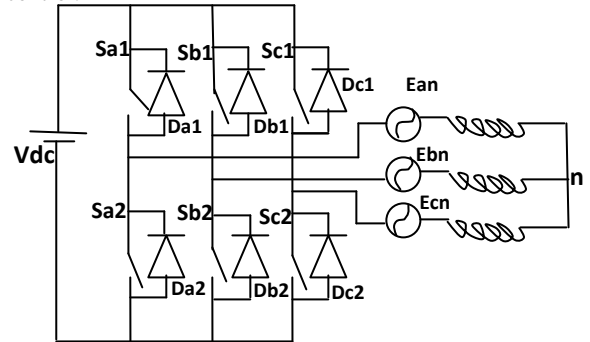 Sa1
Sb1
Sc1
Dc1
Ean
Da1
Db1
Vdc
Ebn
n
Sa2
Sb2
Sc2
Ecn
Da2
Db2
Dc2